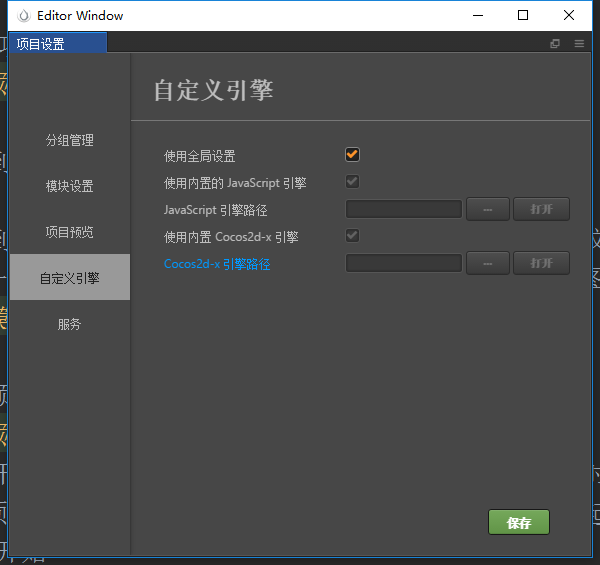 Editor Window
项目设置
自定义引擎
分组管理
模块设置
项目预览
自定义引擎
服务
使用全局设置
使用内置的 JavaScript 引擎
JavaScript 引擎路径
... 打开
使用内置 Cocos2d-x 引擎
Cocos2d-x 引擎路径
... 打开
保存